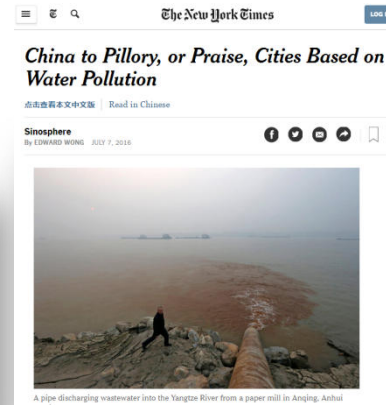 The New York Times
LOG
China to Pillory, or Praise, Cities Based on
Water Pollution
点击查看本文中文版 Read in Chinese
Sinosphere
By EDWARD WONG JULY 7, 2016
A pipe discharging wastewater into the Yangtze River from a paper mill in Anqing, Anhui